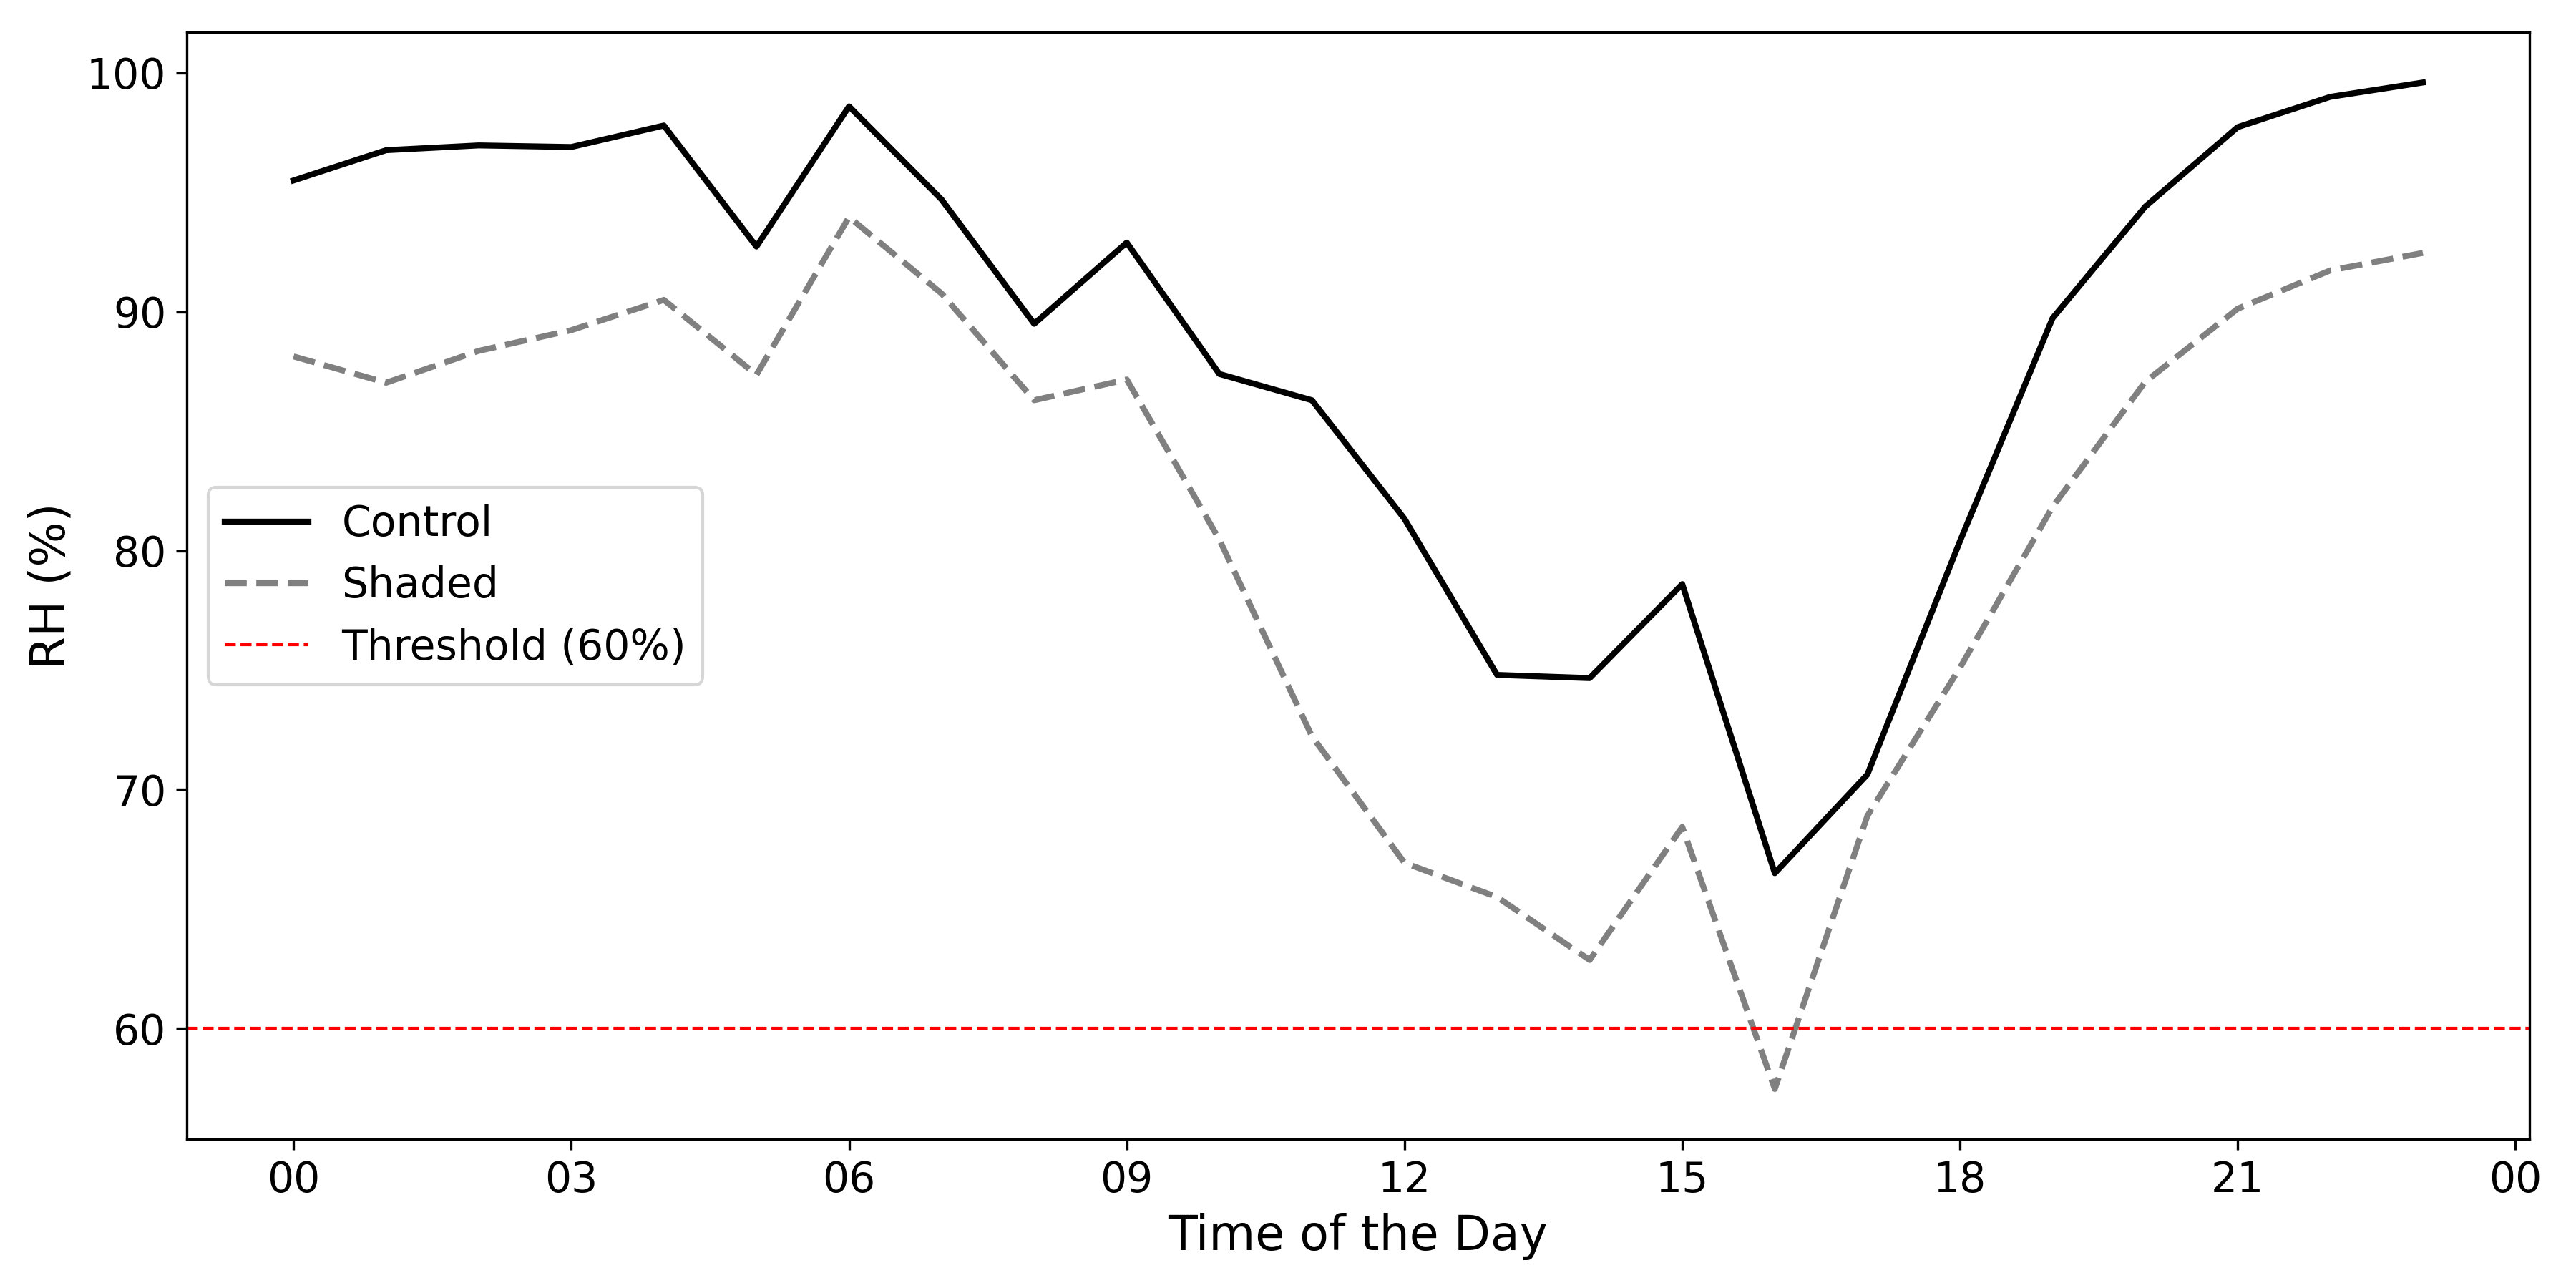 100
90
80
70
60
RH (%)
Control
Shaded
Threshold (60%)
00 03 06 09 12 15 18 21 00
Time of the Day